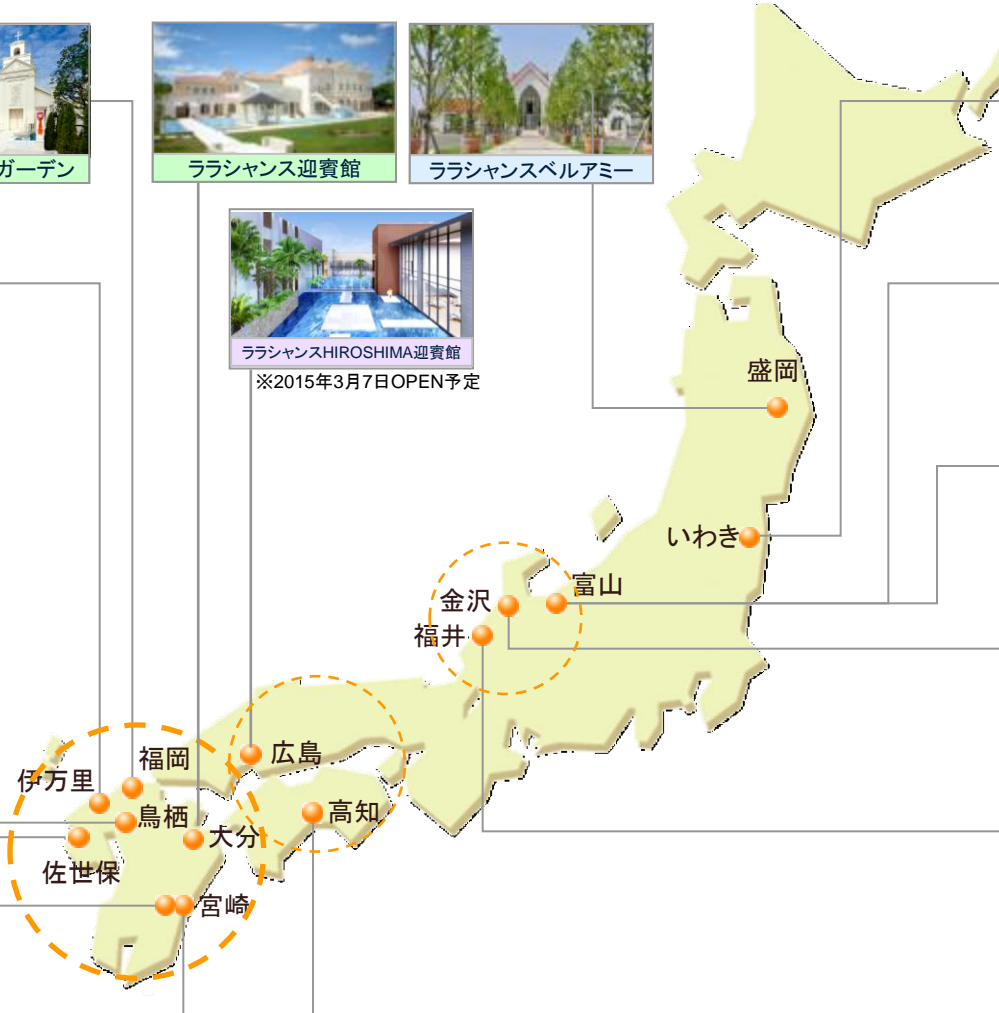 ガーデン
ララシャンス迎賓館
ララシャンスベルアミー
ララシャンスHIROSHIMA迎賓館
※2015年3月7日OPEN予定
盛岡
いわき
富山
金沢
福井
広島
福岡
伊万里
鳥栖
高知
大分
佐世保
宮崎